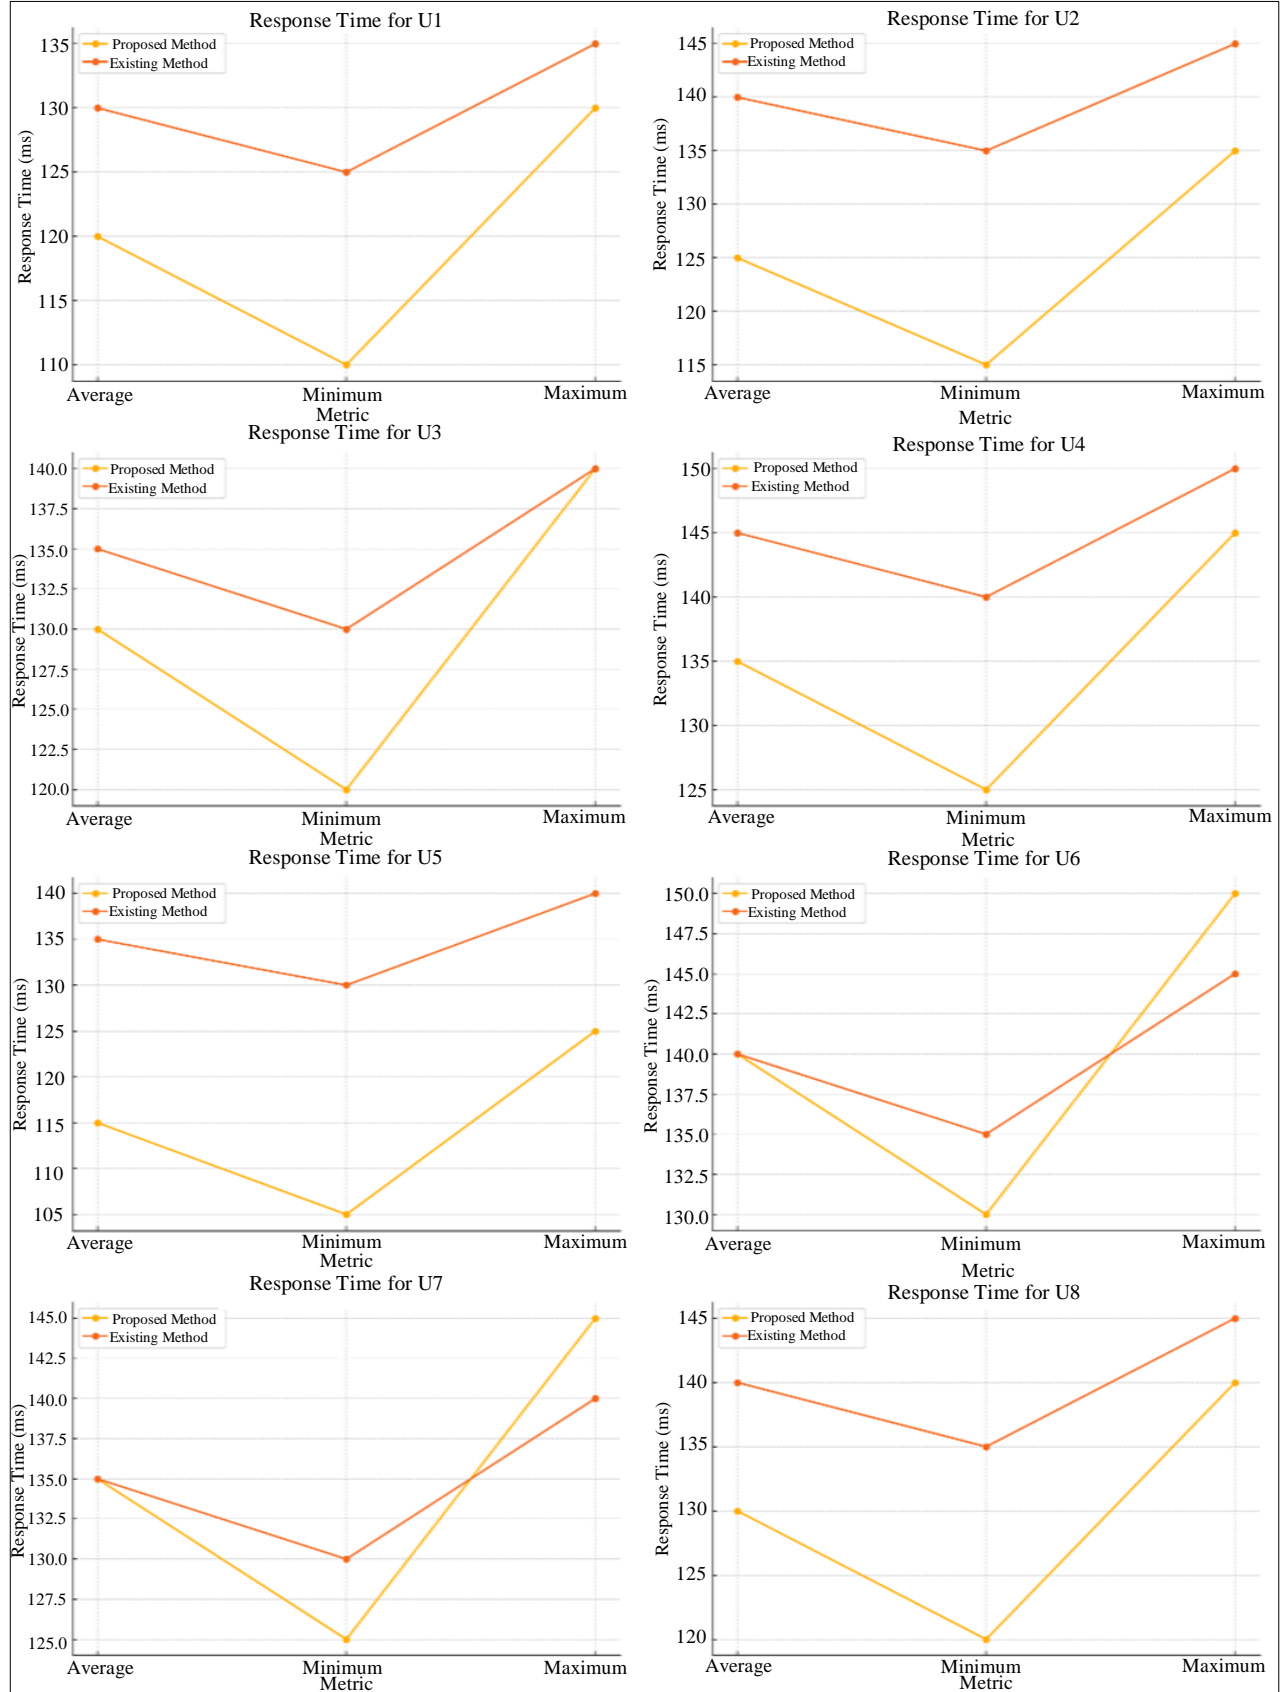 Response Time for U1
Proposed Method
Existing Method
135
130
125
120
115
110
Response Time (ms)
Average Minimum Maximum
Metric
Response Time for U2
Proposed Method
Existing Method
145
140
135
130
125
120
115
Response Time (ms)
Average Minimum Maximum
Metric
Response Time for U3
Proposed Method
Existing Method
140.0
137.5
135.0
132.5
130.0
127.5
125.0
122.5
120.0
Response Time (ms)
Average Minimum Maximum
Metric
Response Time for U4
Proposed Method
Existing Method
150
145
140
135
130
125
Response Time (ms)
Average Minimum Maximum
Metric
Response Time for U5
Proposed Method
Existing Method
140
135
130
125
120
115
110
105
Response Time (ms)
Average Minimum Maximum
Metric
Response Time for U6
Proposed Method
Existing Method
150.0
147.5
145.0
142.5
140.0
137.5
135.0
132.5
130.0
Response Time (ms)
Average Minimum Maximum
Metric
Response Time for U7
Proposed Method
Existing Method
145.0
142.5
140.0
137.5
135.0
132.5
130.0
127.5
125.0
Response Time (ms)
Average Minimum Maximum
Metric
Response Time for U8
Proposed Method
Existing Method
145
140
135
130
125
120
Response Time (ms)
Average Minimum Maximum
Metric